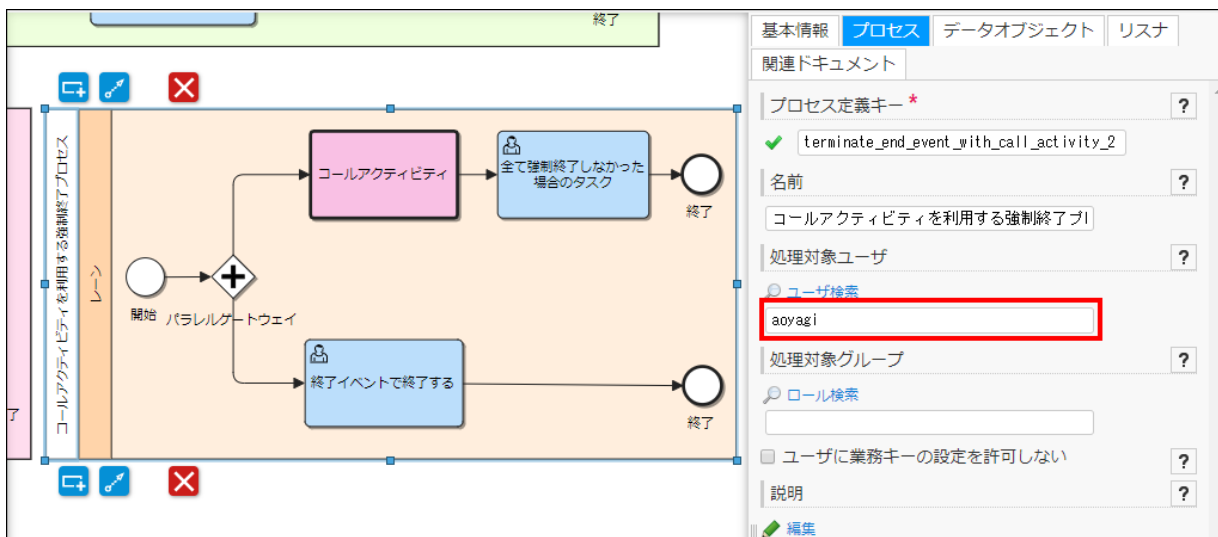 終了
コールアクティビティを利用する強制終了プロセス
レーン
開始
パラレルゲートウェイ
コールアクティビティ
全て強制終了しなかった
場合のタスク
終了
終了イベントで終了する
終了
了
基本情報 プロセス データオブジェクト リスナ
関連ドキュメント
プロセス定義キー * ?
terminate_end_event_with_call_activity_2
名前 ?
コールアクティビティを利用する強制終了プ
処理対象ユーザ ?
ユーザ検索
aoyagi
処理対象グループ ?
ロール検索
ユーザに業務キーの設定を許可しない ?
説明 ?
編集